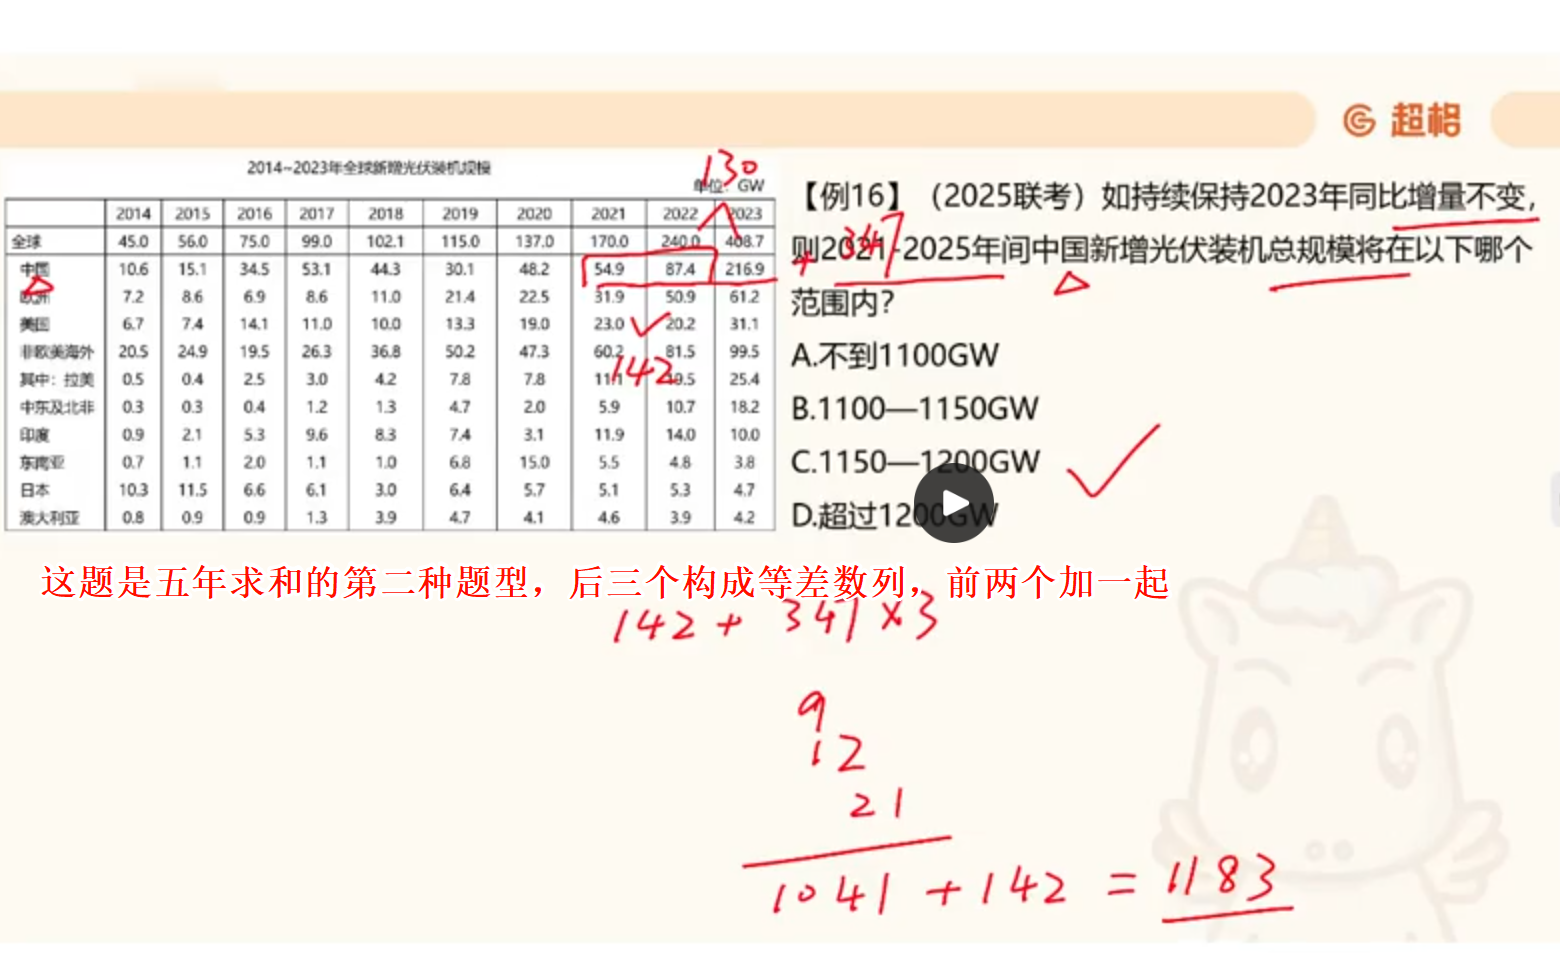 超格
2014~2023年全球新增光伏装机规模
130
单位: GW
2014 2015 2016 2017 2018 2019 2020 2021 2022 2023
全球 45.0 56.0 75.0 99.0 102.1 115.0 137.0 170.0 240.0 408.7
中国 10.6 15.1 34.5 53.1 44.3 30.1 48.2 54.9 87.4 216.9
欧洲 7.2 8.6 6.9 8.6 11.0 21.4 22.5 31.9 50.9 61.2
美国 6.7 7.4 14.1 11.0 10.0 13.3 19.0 23.0 20.2 31.1
非欧美海外 20.5 24.9 19.5 26.3 36.8 50.2 47.3 60.2 81.5 99.5
其中: 拉美 0.5 0.4 2.5 3.0 4.2 7.8 7.8 25.4
142
中东及北非 0.3 0.3 0.4 1.2 1.3 4.7 2.0 5.9 10.7 18.2
印度 0.9 2.1 5.3 9.6 8.3 7.4 3.1 11.9 14.0 10.0
东南亚 0.7 1.1 2.0 1.1 1.0 6.8 15.0 5.5 4.8 3.8
日本 10.3 11.5 6.6 6.1 3.0 6.4 5.7 5.1 5.3 4.7
澳大利亚 0.8 0.9 0.9 1.3 3.9 4.7 4.1 4.6 3.9 4.2
【例16】（2025联考）如持续保持2023年同比增量不变，
+347
则2021-2025年间中国新增光伏装机总规模将在以下哪个
范围内?
A.不到1100GW
B.1100—1150GW
C.1150—1200GW
D.超过1200GW
这题是五年求和的第二种题型，后三个构成等差数列，前两个加一起
142 + 347 × 3
9
12
21
1041 + 142 = 1183